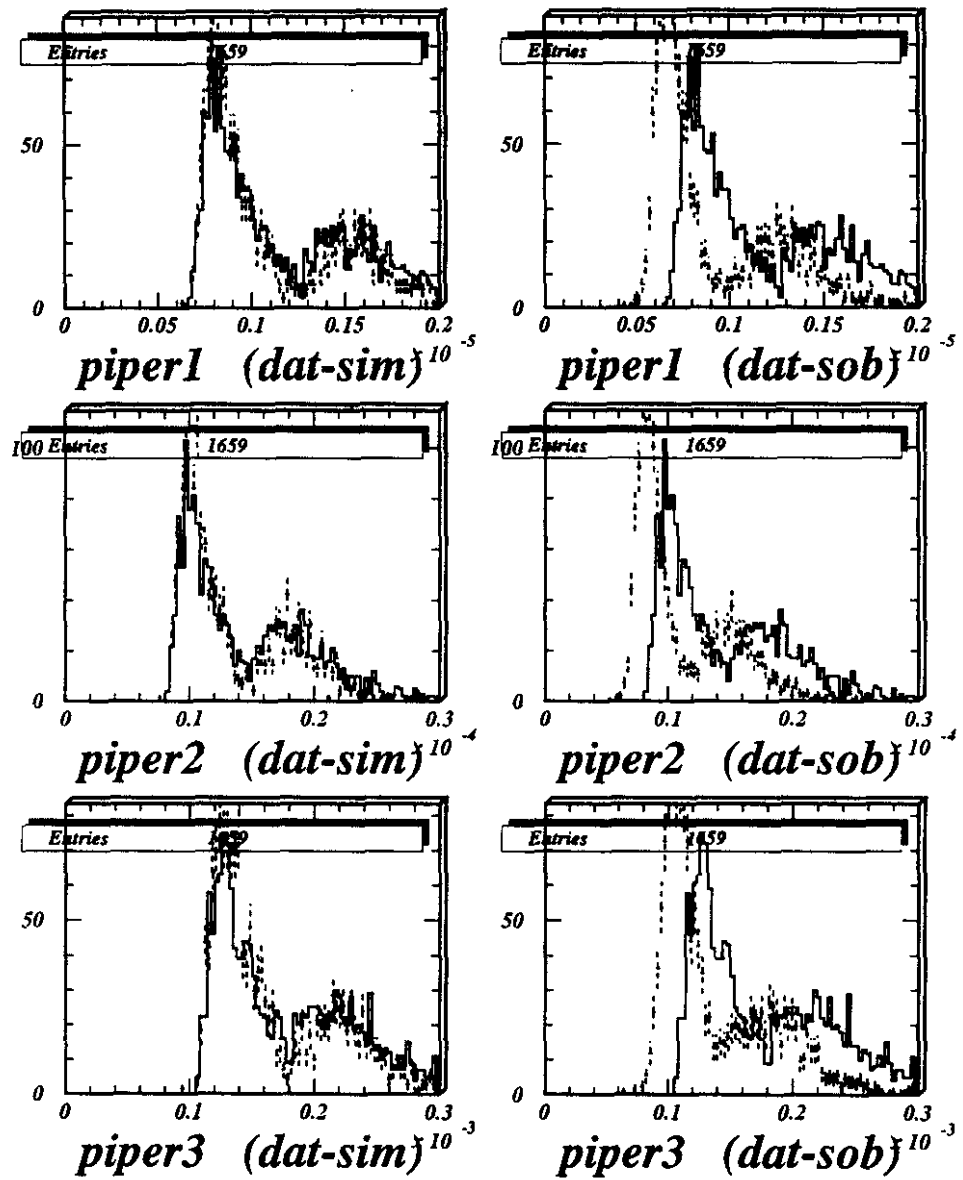 Entries 1659 Entries 1659
50 50
0 0
0 0.05 0.1 0.15 0.2 0 0.05 0.1 0.15 0.2
x 10 -5 x 10 -5
piper1 (dat-sim) piper1 (dat-sob)
100 Entries 1659 100 Entries 1659
0 0
0 0.1 0.2 0.3 0 0.1 0.2 0.3
x 10 -4 x 10 -4
piper2 (dat-sim) piper2 (dat-sob)
Entries 1659 Entries 1659
50 50
0 0
0 0.1 0.2 0.3 0 0.1 0.2 0.3
x 10 -3 x 10 -3
piper3 (dat-sim) piper3 (dat-sob)